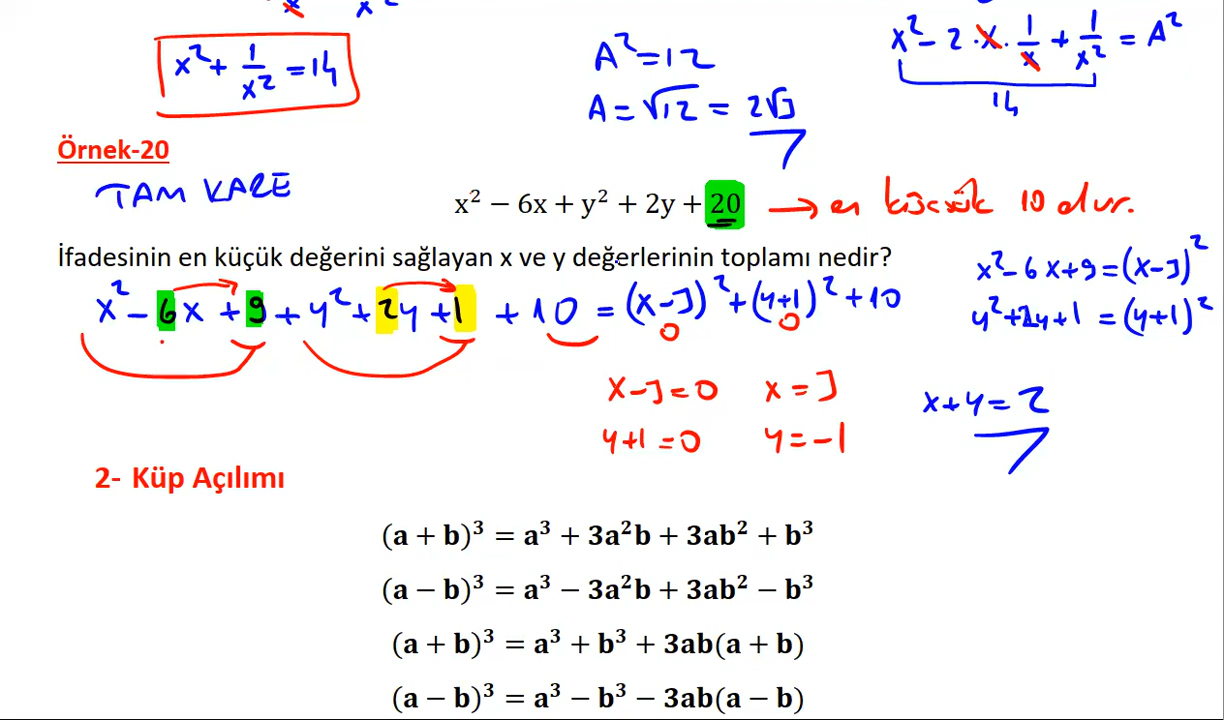 x² + 1/x² = 14
A² = 12
A = √12 = 2√3
x² - 2 · x · 1/x + 1/x² = A²
14
Örnek-20
TAM KARE
x² − 6x + y² + 2y + 20 → en küçük 10 dur.
İfadesinin en küçük değerini sağlayan x ve y değerlerinin toplamı nedir?
x² - 6x + 9 = (x-3)²
x² - 6x + 9 + y² + 2y + 1 + 10 = (x-3)² + (y+1)² + 10
y² + 2y + 1 = (y+1)²
0 0
x-3=0 x=3
x+y=2
y+1=0 y=-1
2- Küp Açılımı
(a + b)³ = a³ + 3a²b + 3ab² + b³
(a − b)³ = a³ − 3a²b + 3ab² − b³
(a + b)³ = a³ + b³ + 3ab(a + b)
(a − b)³ = a³ − b³ − 3ab(a − b)